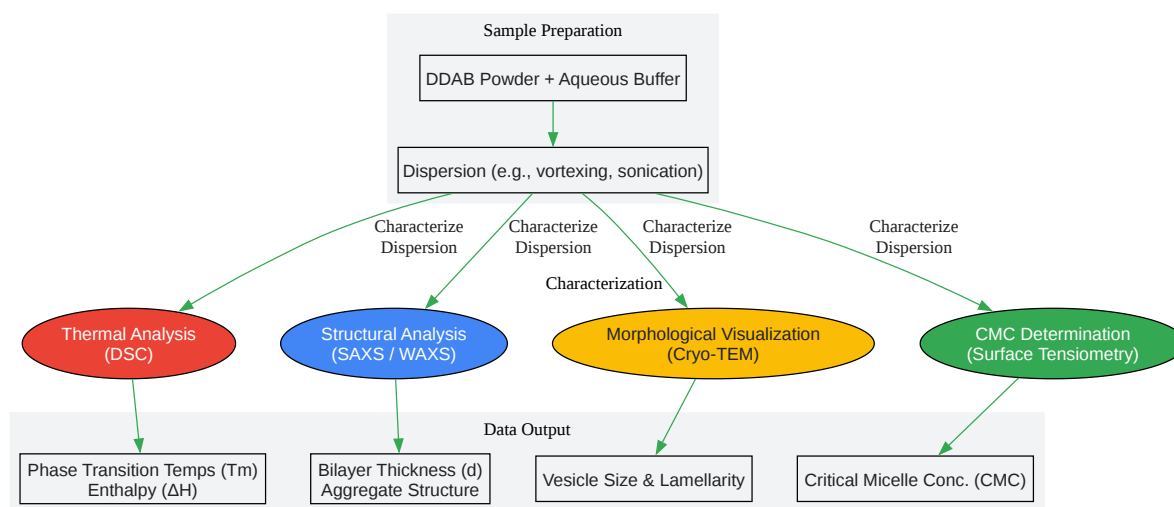 Sample Preparation
DDAB Powder + Aqueous Buffer
Dispersion (e.g., vortexing, sonication)
Characterize
Dispersion
Characterize
Dispersion
Characterize
Dispersion
Characterize
Dispersion
Characterization
Thermal Analysis
(DSC)
Structural Analysis
(SAXS / WAXS)
Morphological Visualization
(Cryo-TEM)
CMC Determination
(Surface Tensiometry)
Data Output
Phase Transition Temps (Tm)
Enthalpy (ΔH)
Bilayer Thickness (d)
Aggregate Structure
Vesicle Size & Lamellarity
Critical Micelle Conc. (CMC)